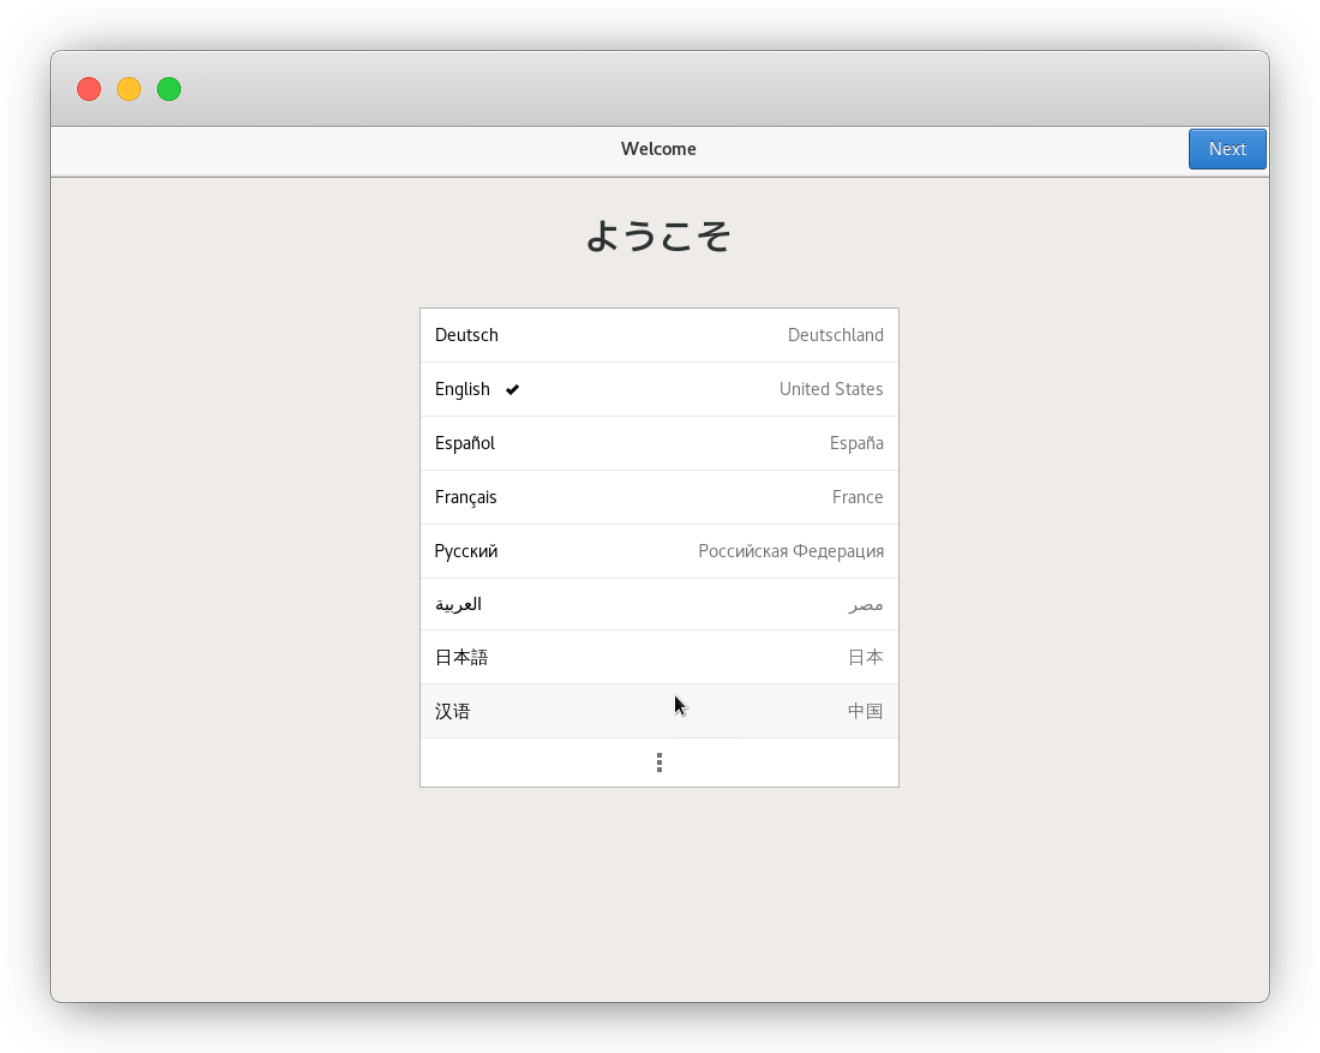 Welcome
Next
ようこそ
Deutsch Deutschland
English United States
Español España
Français France
Русский Российская Федерация
العربية مصر
日本語 日本
汉语 中国